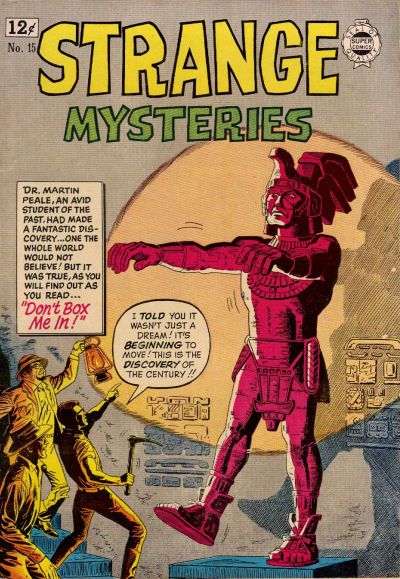 12¢
No. 15
STRANGE
MYSTERIES
SUPER
COMICS
DR. MARTIN
PEALE, AN AVID
STUDENT OF THE
PAST, HAD MADE
A FANTASTIC DIS-
COVERY...ONE THE
WHOLE WORLD
WOULD NOT
BELIEVE! BUT IT
WAS TRUE, AS YOU
WILL FIND OUT AS
YOU READ...
"Don't Box
Me In!"
I TOLD YOU IT
WASN'T JUST A
DREAM! IT'S
BEGINNING TO
MOVE! THIS IS THE
DISCOVERY OF
THE CENTURY!!